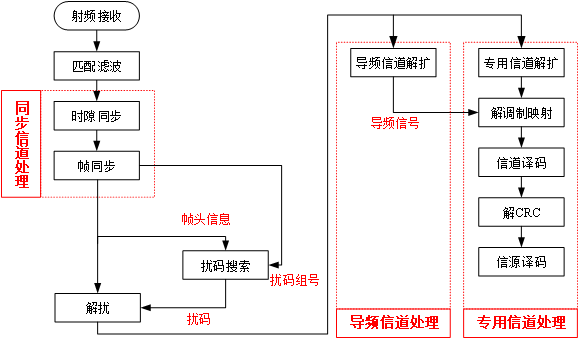 射频接收
匹配滤波
同步信道处理
时隙同步
帧同步
帧头信息
扰码搜索
扰码组号
解扰
扰码
导频信道解扩
导频信号
导频信道处理
专用信道解扩
解调制映射
信道译码
解CRC
信源译码
专用信道处理